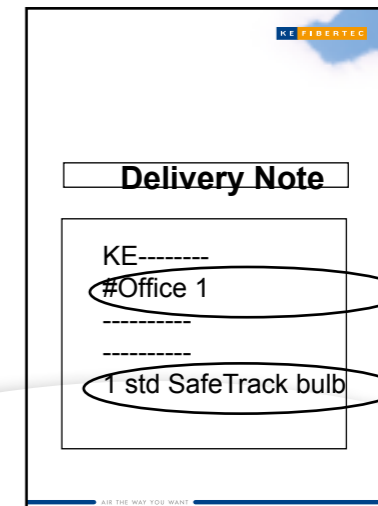 KE FIBERTEC
Delivery Note
KE--------
#Office 1
----------
----------
1 std SafeTrack bulb
AIR THE WAY YOU WANT